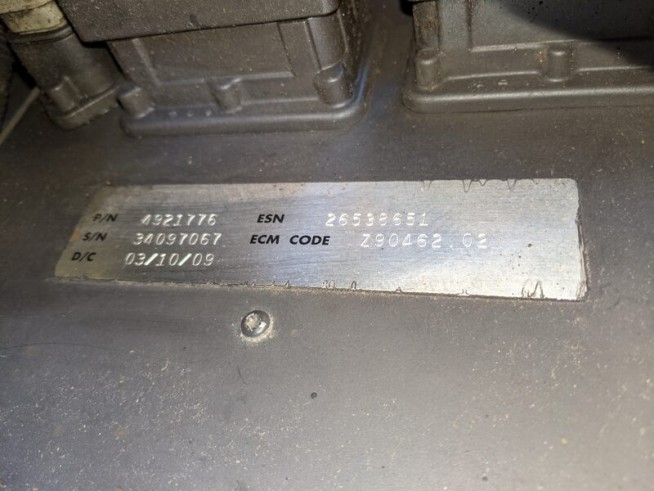 P/N 4921776 ESN 26538651
S/N 34097067 ECM CODE Z90462.02
D/C 03/10/09